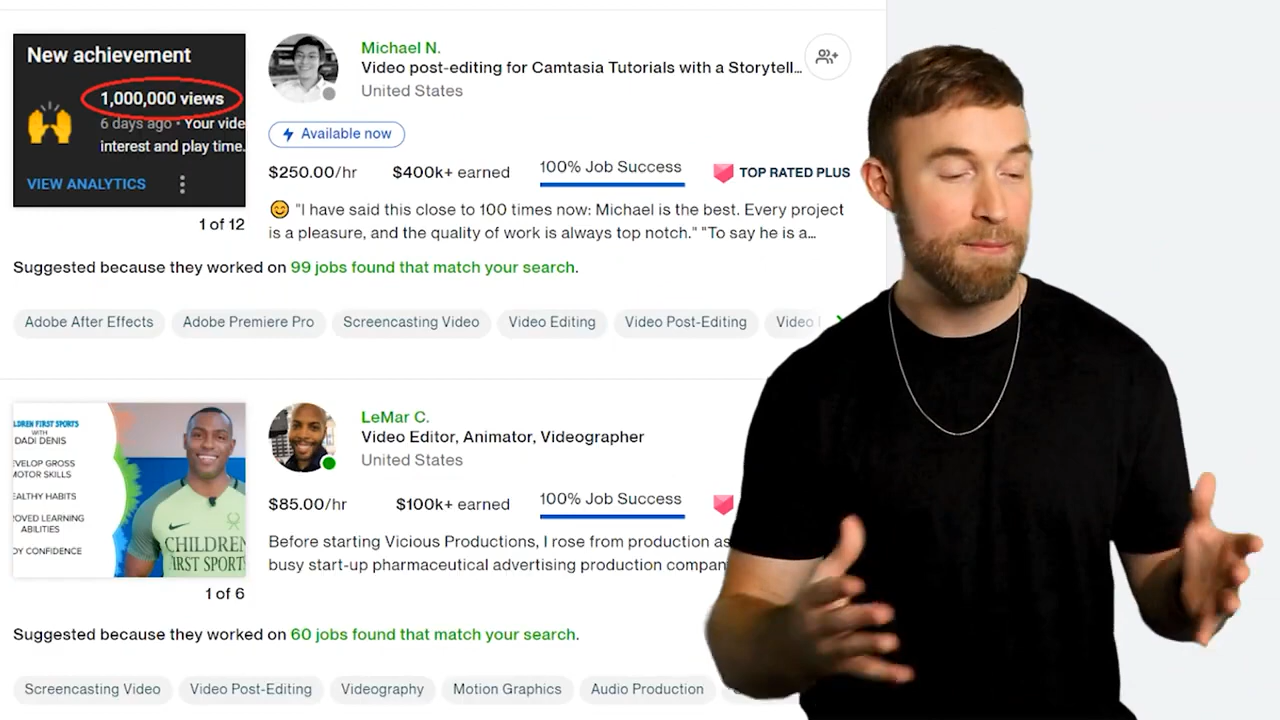 New achievement
1,000,000 views
6 days ago · Your vide
interest and play time.
VIEW ANALYTICS
1 of 12
Michael N.
Video post-editing for Camtasia Tutorials with a Storytell...
United States
Available now
$250.00/hr $400k+ earned 100% Job Success TOP RATED PLUS
"I have said this close to 100 times now: Michael is the best. Every project
is a pleasure, and the quality of work is always top notch." "To say he is a...
Suggested because they worked on 99 jobs found that match your search.
Adobe After Effects Adobe Premiere Pro Screencasting Video Video Editing Video Post-Editing Video
LDREN FIRST SPORTS
WITH
DADI DENIS
VELOP GROSS
MOTOR SKILLS
EALTHY HABITS
ROVED LEARNING
ABILITIES
DY CONFIDENCE
CHILDREN
IRST SPORT
1 of 6
LeMar C.
Video Editor, Animator, Videographer
United States
$85.00/hr $100k+ earned 100% Job Success
Before starting Vicious Productions, I rose from production as
busy start-up pharmaceutical advertising production compan
Suggested because they worked on 60 jobs found that match your search.
Screencasting Video Video Post-Editing Videography Motion Graphics Audio Production